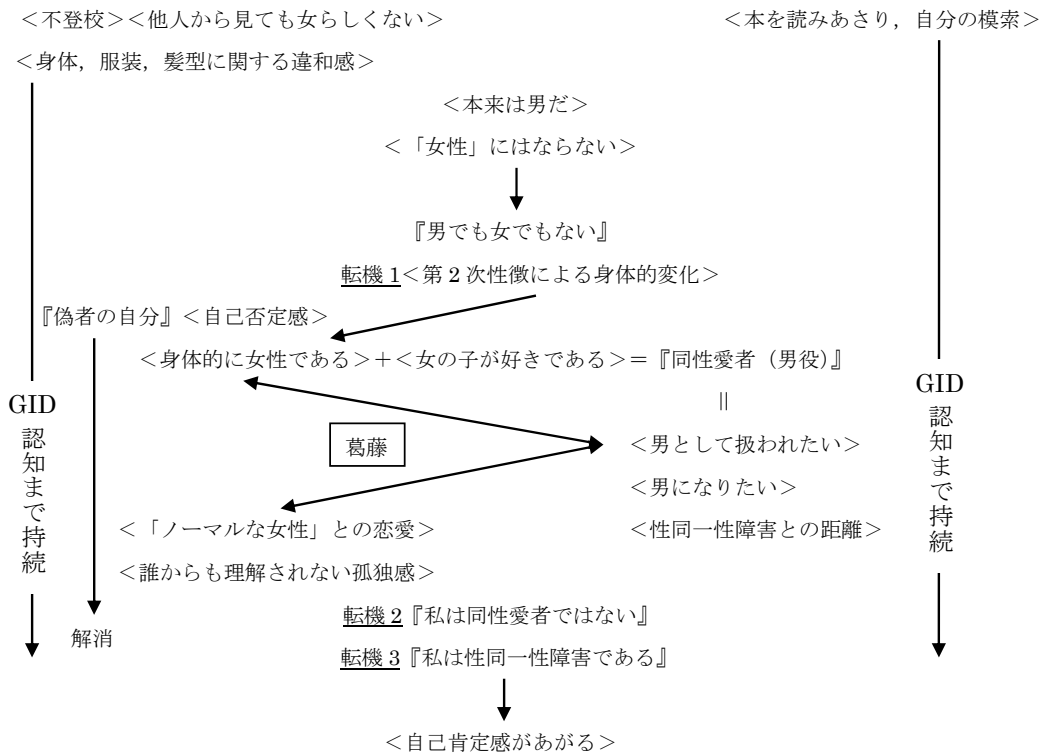 ＜不登校＞＜他人から見ても女らしくない＞
＜本を読みあさり，自分の模索＞
＜身体，服装，髪型に関する違和感＞
＜本来は男だ＞
＜「女性」にはならない＞
『男でも女でもない』
転機 1＜第 2 次性徴による身体的変化＞
『偽者の自分』＜自己否定感＞
＜身体的に女性である＞＋＜女の子が好きである＞＝『同性愛者（男役）』
＝
GID
認知まで持続
GID
認知まで持続
葛藤
＜男として扱われたい＞
＜男になりたい＞
＜「ノーマルな女性」との恋愛＞
＜性同一性障害との距離＞
＜誰からも理解されない孤独感＞
転機 2『私は同性愛者ではない』
解消
転機 3『私は性同一性障害である』
＜自己肯定感があがる＞